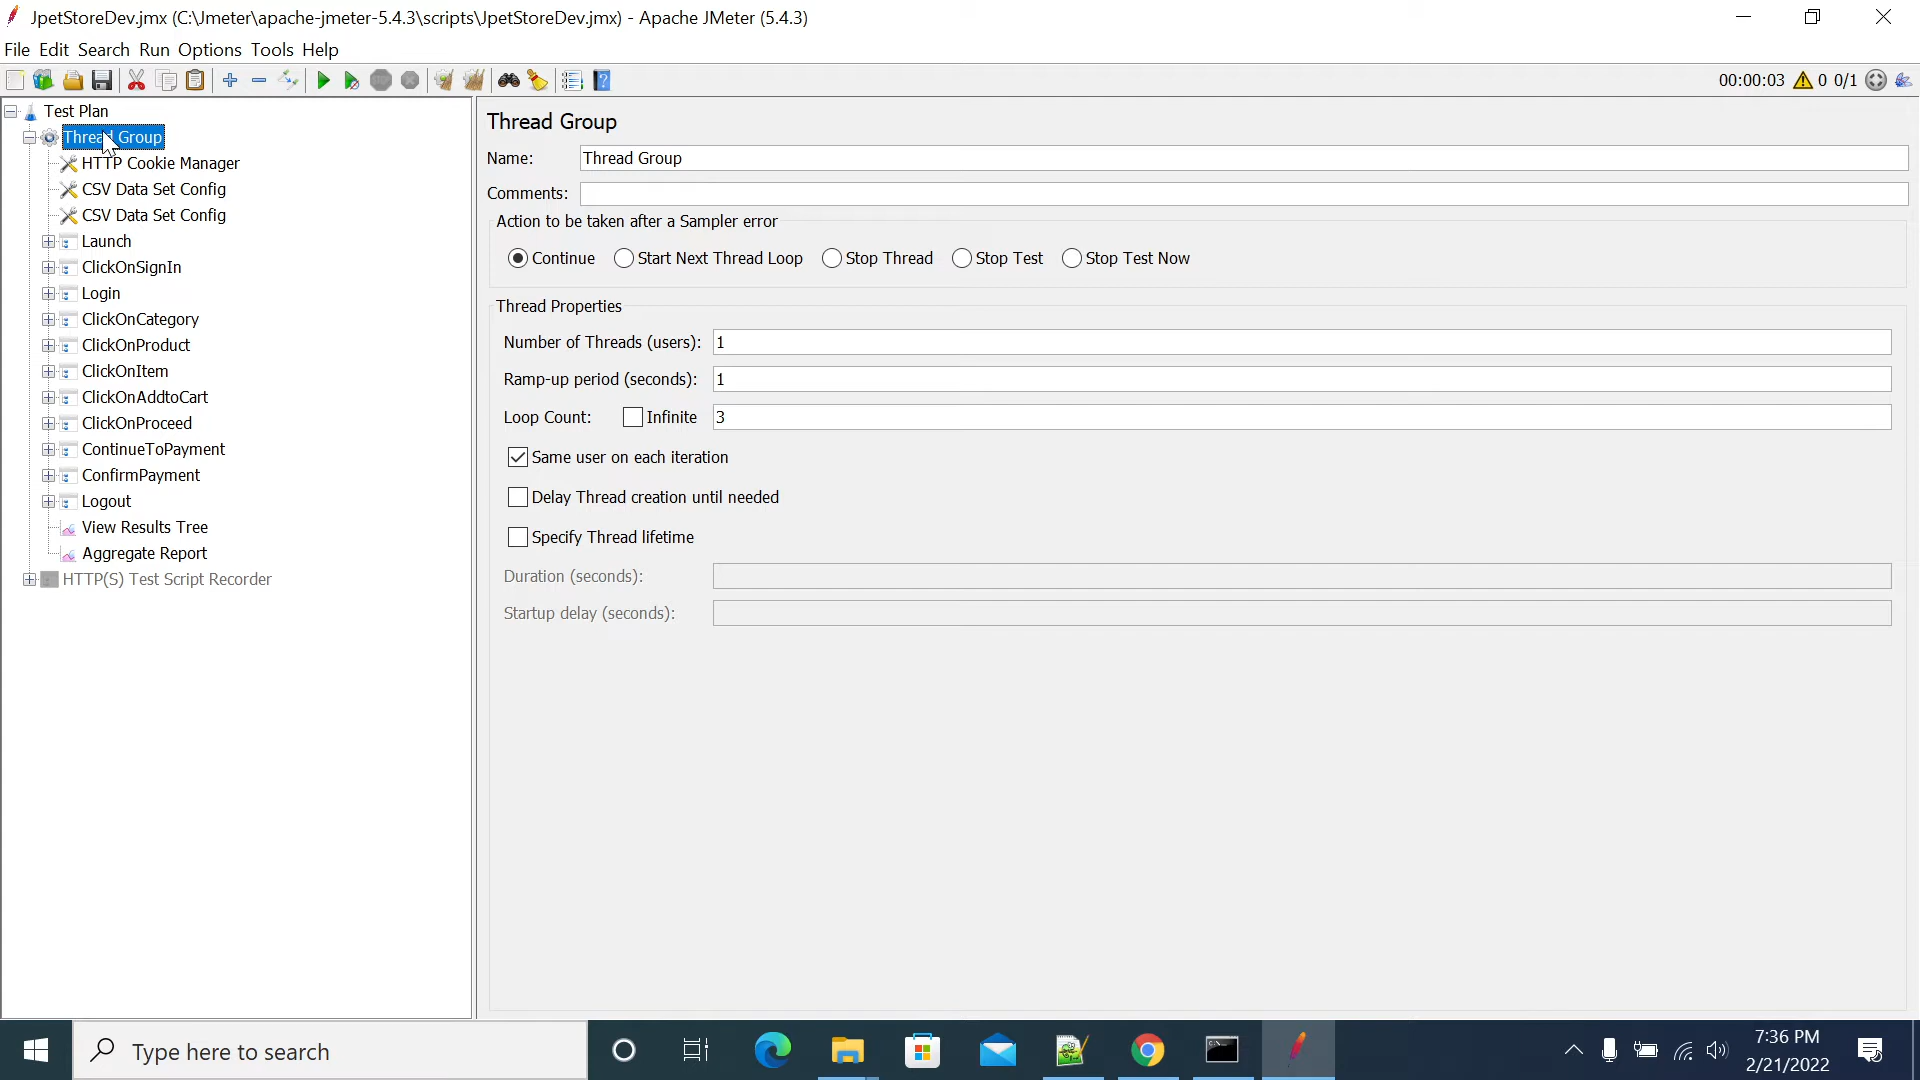 JpetStoreDev.jmx (C:\Jmeter\apache-jmeter-5.4.3\scripts\JpetStoreDev.jmx) - Apache JMeter (5.4.3)
File Edit Search Run Options Tools Help
00:00:03 0 0/1
Test Plan
Thread Group
HTTP Cookie Manager
CSV Data Set Config
CSV Data Set Config
Launch
ClickOnSignIn
Login
ClickOnCategory
ClickOnProduct
ClickOnItem
ClickOnAddtoCart
ClickOnProceed
ContinueToPayment
ConfirmPayment
Logout
View Results Tree
Aggregate Report
HTTP(S) Test Script Recorder
Thread Group
Name: Thread Group
Comments:
Action to be taken after a Sampler error
Continue Start Next Thread Loop Stop Thread Stop Test Stop Test Now
Thread Properties
Number of Threads (users): 1
Ramp-up period (seconds): 1
Loop Count: Infinite 3
Same user on each iteration
Delay Thread creation until needed
Specify Thread lifetime
Duration (seconds):
Startup delay (seconds):
Type here to search
7:36 PM
2/21/2022